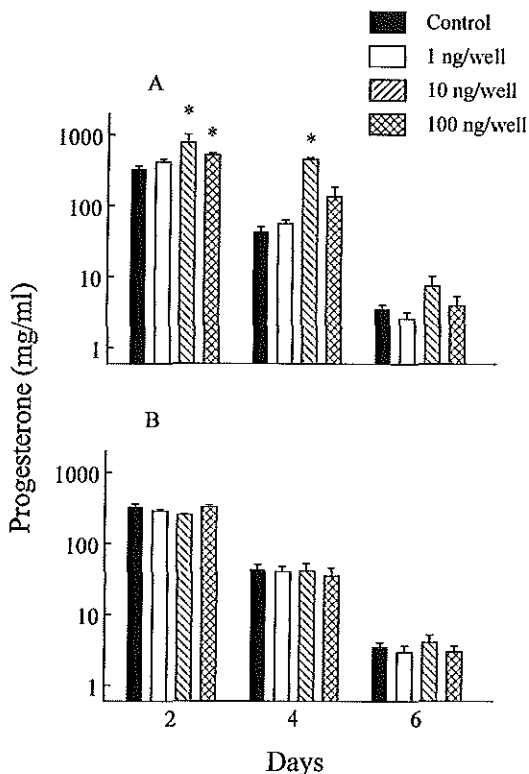 Control
1 ng/well
10 ng/well
100 ng/well
A
* *
*
1000
100
10
1
B
1000
100
10
1
Progesterone (mg/ml)
2 4 6
Days